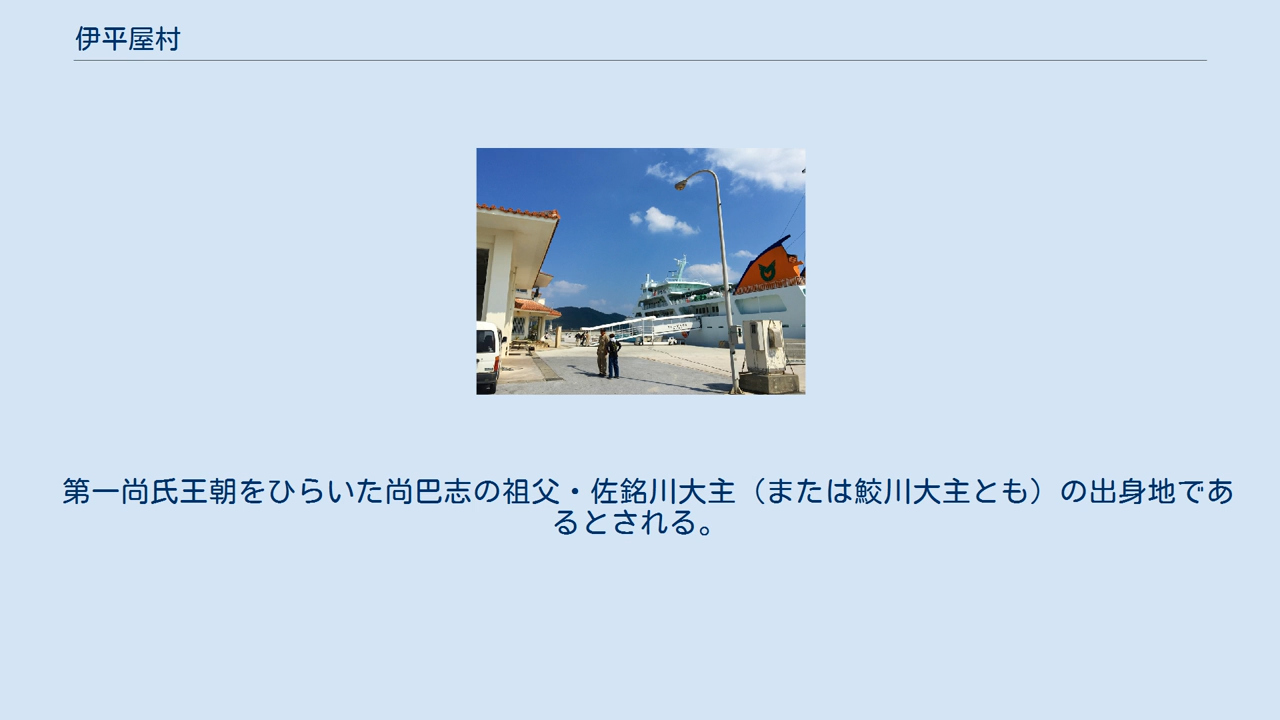 伊平屋村
第一尚氏王朝をひらいた尚巴志の祖父・佐銘川大主（または鮫川大主とも）の出身地であ
るとされる。